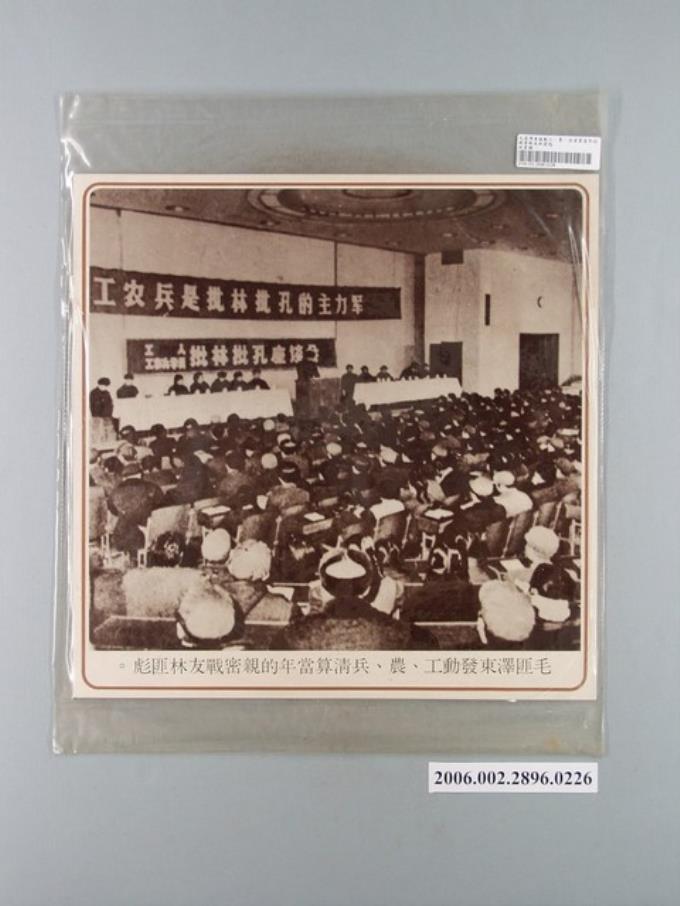 工农兵是批林批孔的主力军
工人
批林批孔座谈会
毛匪澤東發動工、農、兵清算當年的親密戰友林匪彪。
2006.002.2896.0226